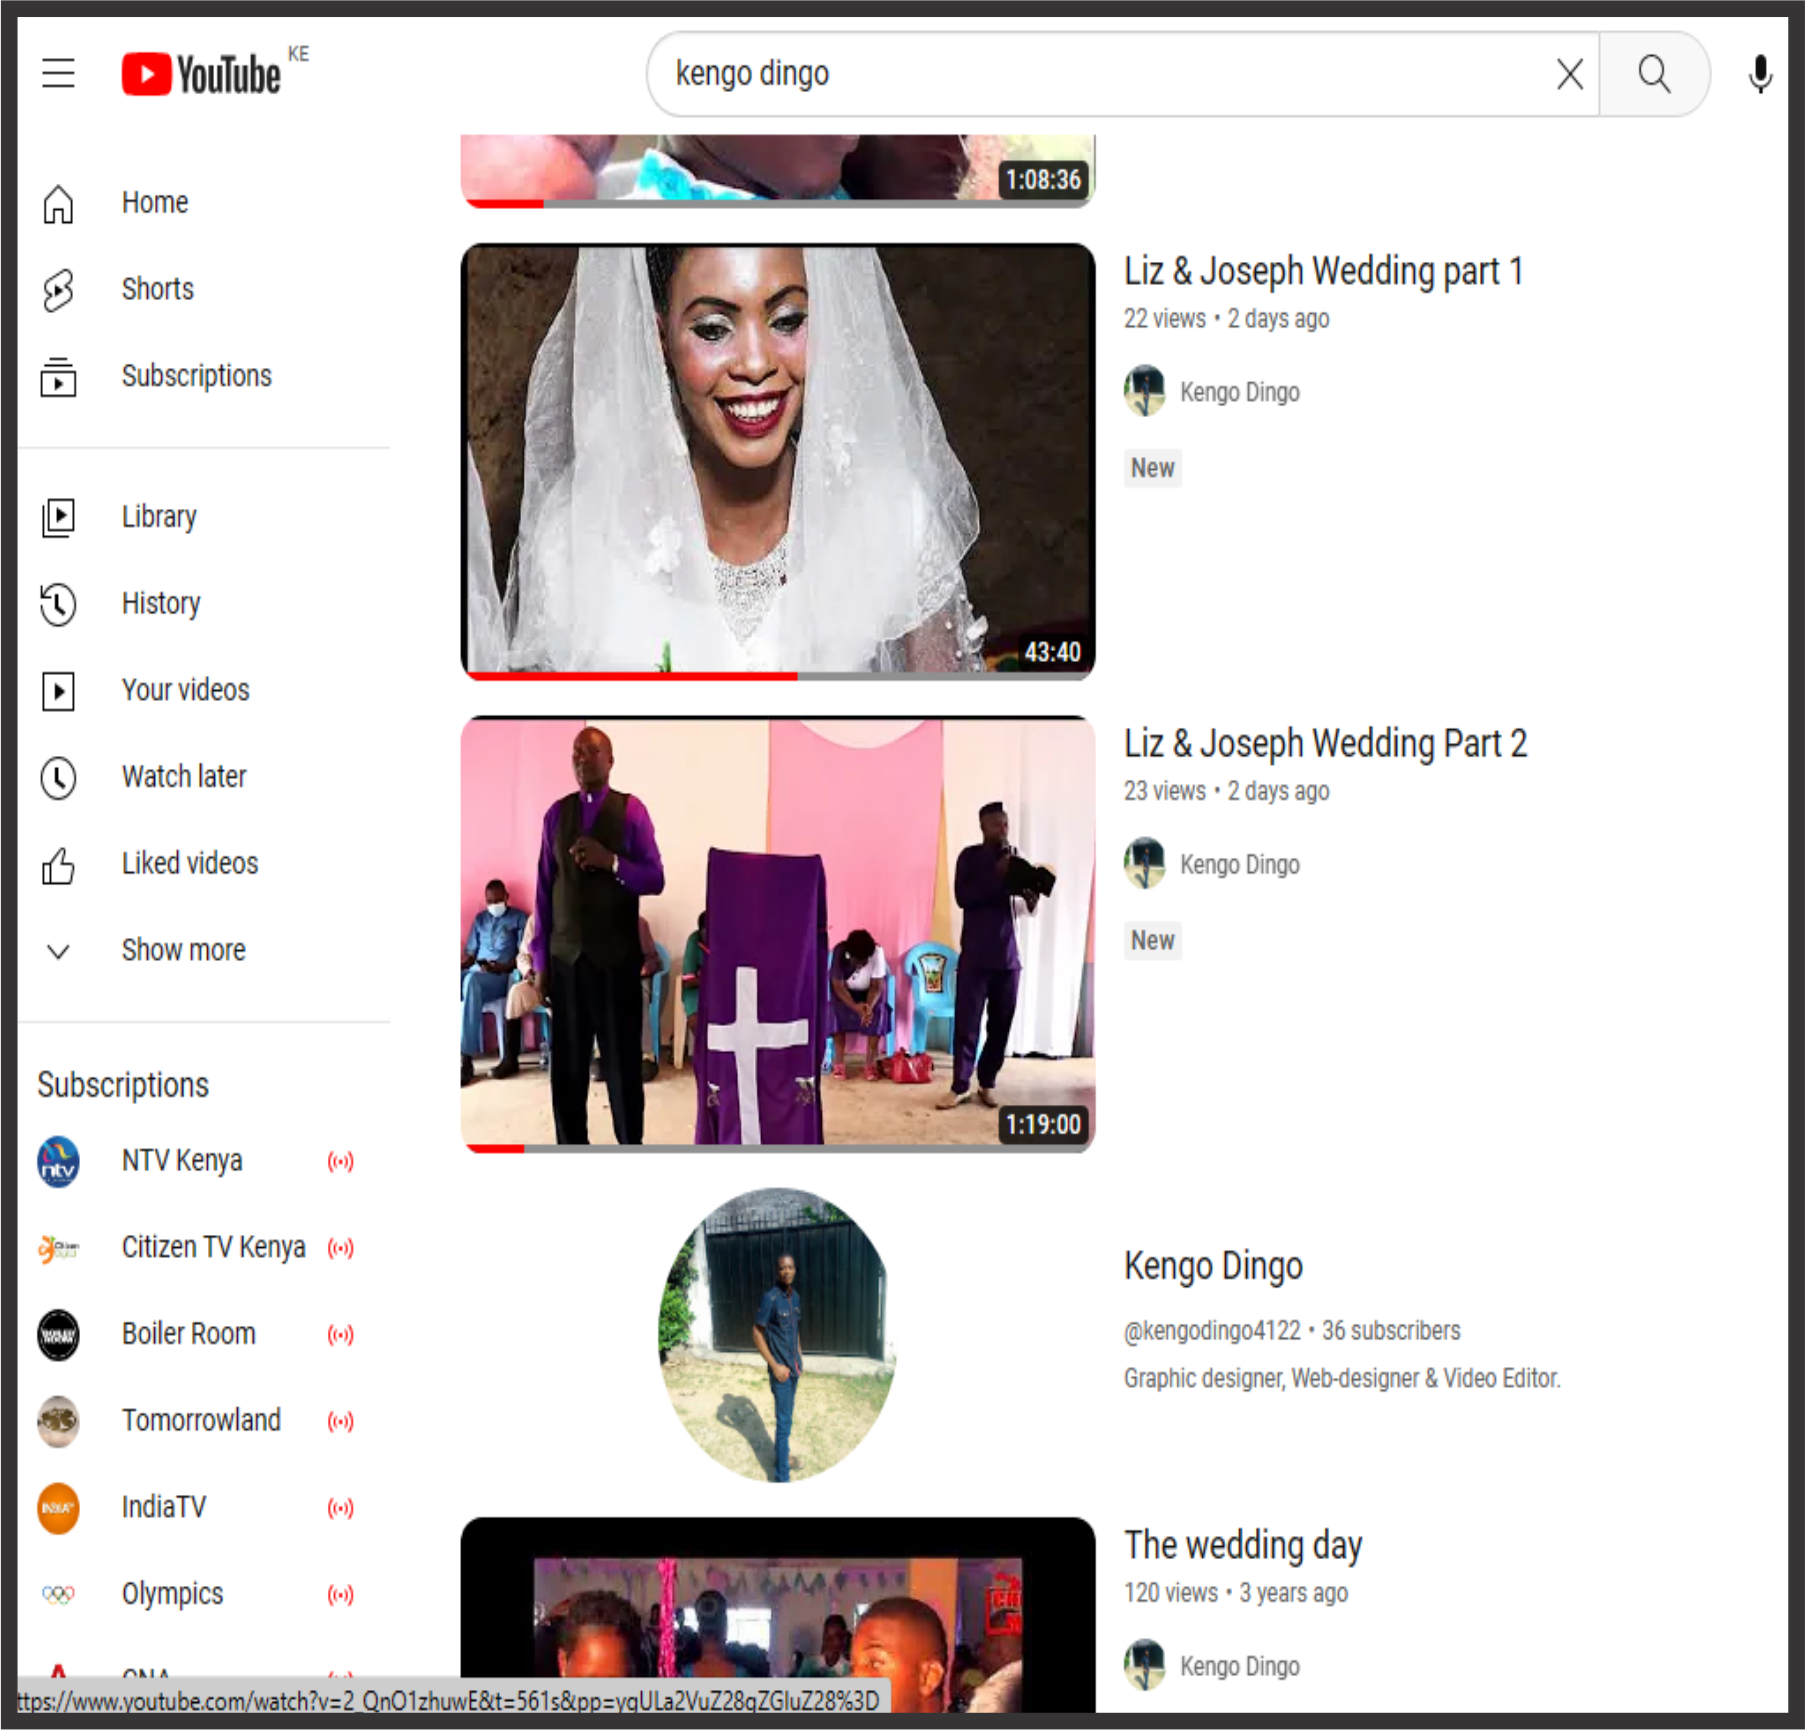 YouTube KE
kengo dingo
Home
Shorts
Subscriptions
Library
History
Your videos
Watch later
Liked videos
Show more
Subscriptions
ntv
NTV Kenya
Citizen TV Kenya
Boiler Room
Tomorrowland
IndiaTV
Olympics
CNA
ttps://www.youtube.com/watch?v=2_QnO1zhuwE&t=561s&pp=ygULa2VuZ28gZGluZ28%3D
1:08:36
43:40
Liz & Joseph Wedding part 1
22 views • 2 days ago
Kengo Dingo
New
1:19:00
Liz & Joseph Wedding Part 2
23 views • 2 days ago
Kengo Dingo
New
Kengo Dingo
@kengodingo4122 • 36 subscribers
Graphic designer, Web-designer & Video Editor.
The wedding day
120 views • 3 years ago
Kengo Dingo